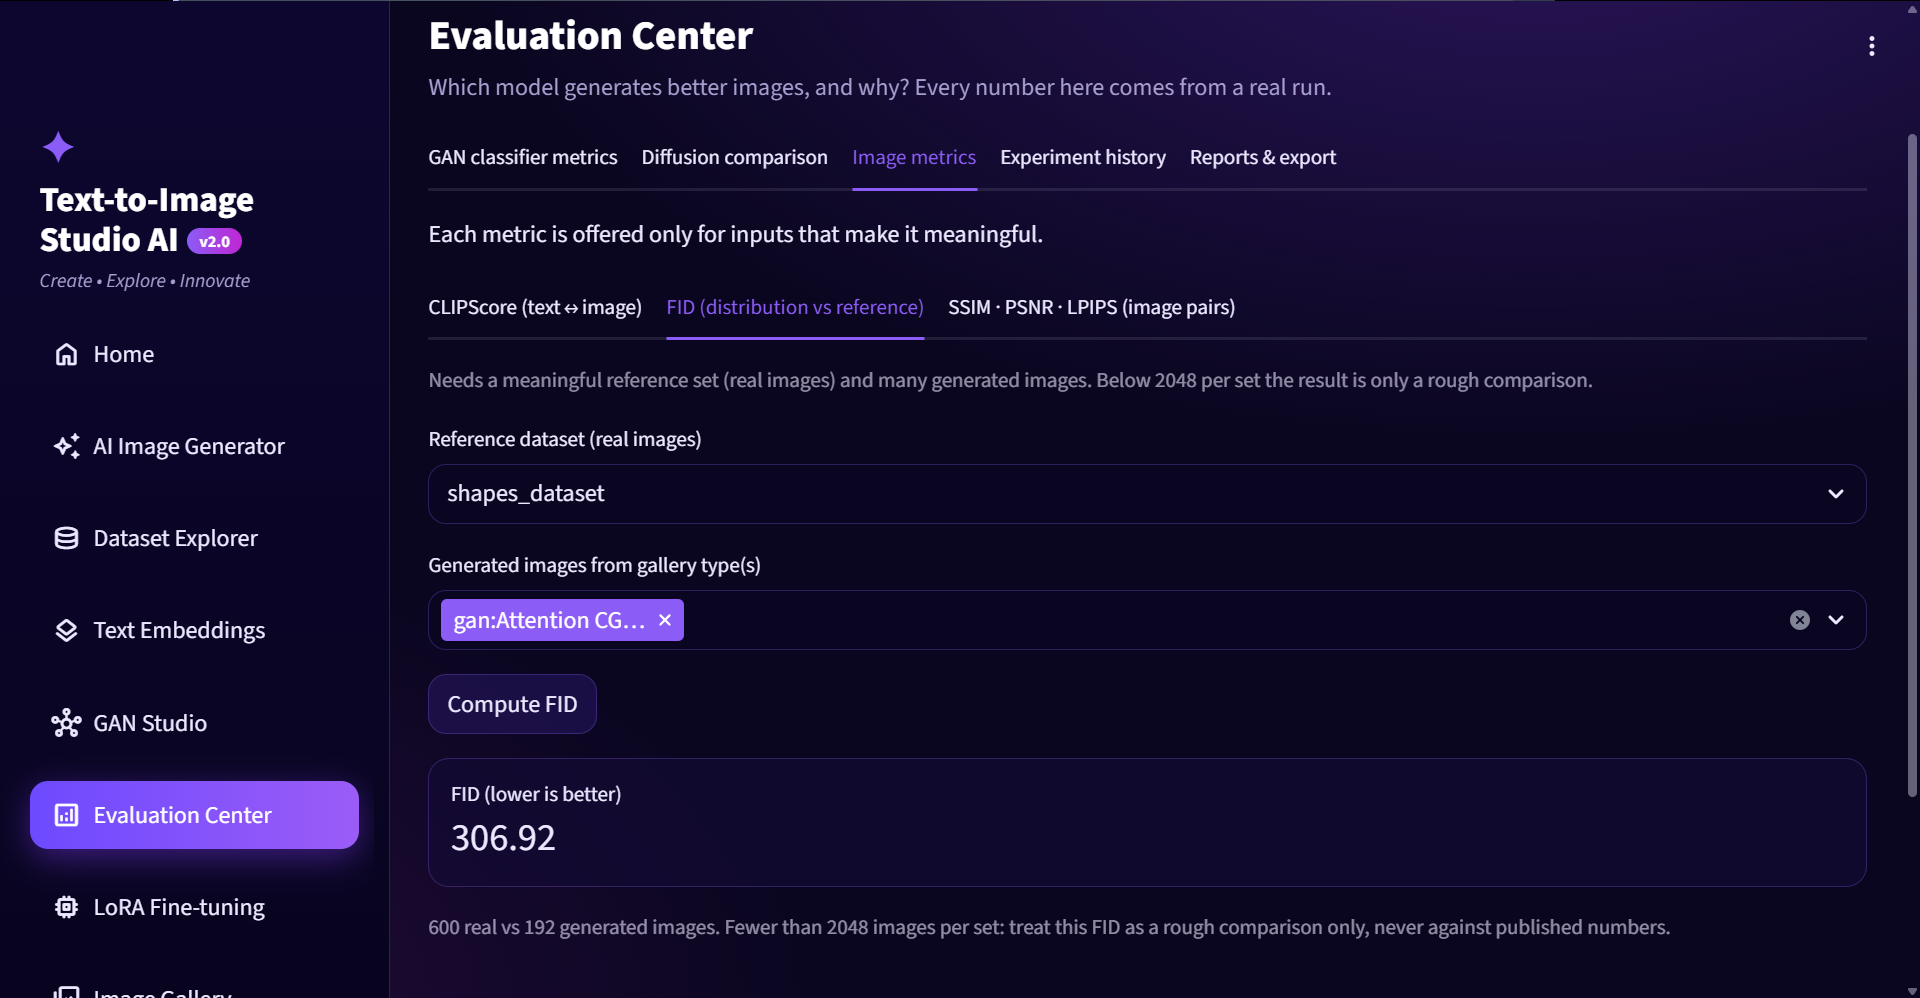 Evaluation Center
Which model generates better images, and why? Every number here comes from a real run.
Text-to-Image
Studio AI v2.0
Create • Explore • Innovate
Home
AI Image Generator
Dataset Explorer
Text Embeddings
GAN Studio
Evaluation Center
LoRA Fine-tuning
Image Gallery
GAN classifier metrics Diffusion comparison Image metrics Experiment history Reports & export
Each metric is offered only for inputs that make it meaningful.
CLIPScore (text ↔ image) FID (distribution vs reference) SSIM · PSNR · LPIPS (image pairs)
Needs a meaningful reference set (real images) and many generated images. Below 2048 per set the result is only a rough comparison.
Reference dataset (real images)
shapes_dataset
Generated images from gallery type(s)
gan:Attention CG...
Compute FID
FID (lower is better)
306.92
600 real vs 192 generated images. Fewer than 2048 images per set: treat this FID as a rough comparison only, never against published numbers.